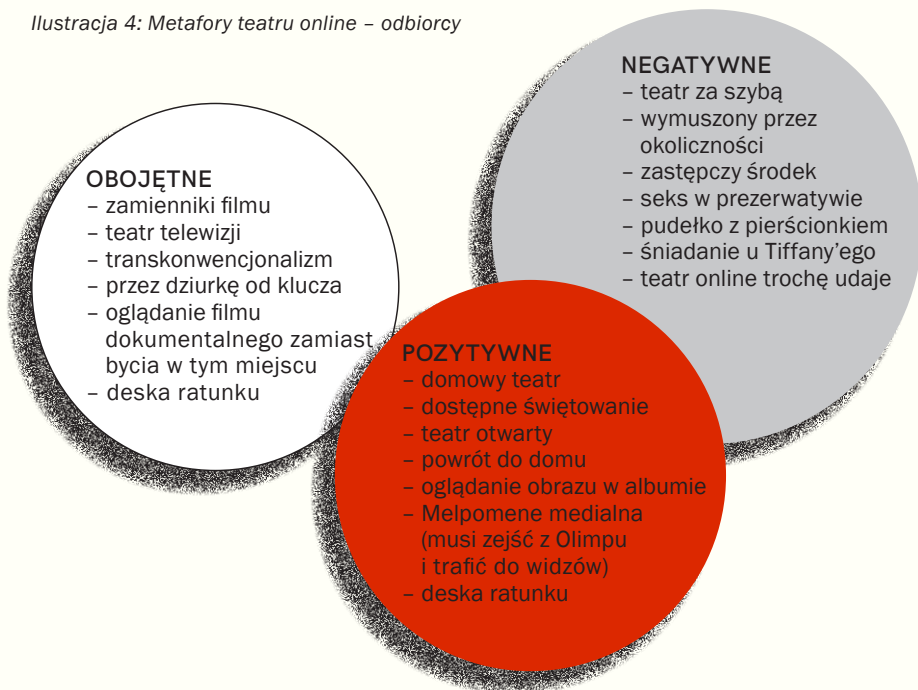 Ilustracja 4: Metafory teatru online – odbiorcy
NEGATYWNE
– teatr za szybą
– wymuszony przez
okoliczności
– zastępczy środek
– seks w prezerwatywie
– pudełko z pierścionkiem
– śniadanie u Tiffany’ego
– teatr online trochę udaje
OBOJĘTNE
– zamienniki filmu
– teatr telewizji
– transkonwencjonalizm
– przez dziurkę od klucza
– oglądanie filmu
dokumentalnego zamiast
bycia w tym miejscu
– deska ratunku
POZYTYWNE
– domowy teatr
– dostępne świętowanie
– teatr otwarty
– powrót do domu
– oglądanie obrazu w albumie
– Melpomene medialna
(musi zejść z Olimpu
i trafić do widzów)
– deska ratunku